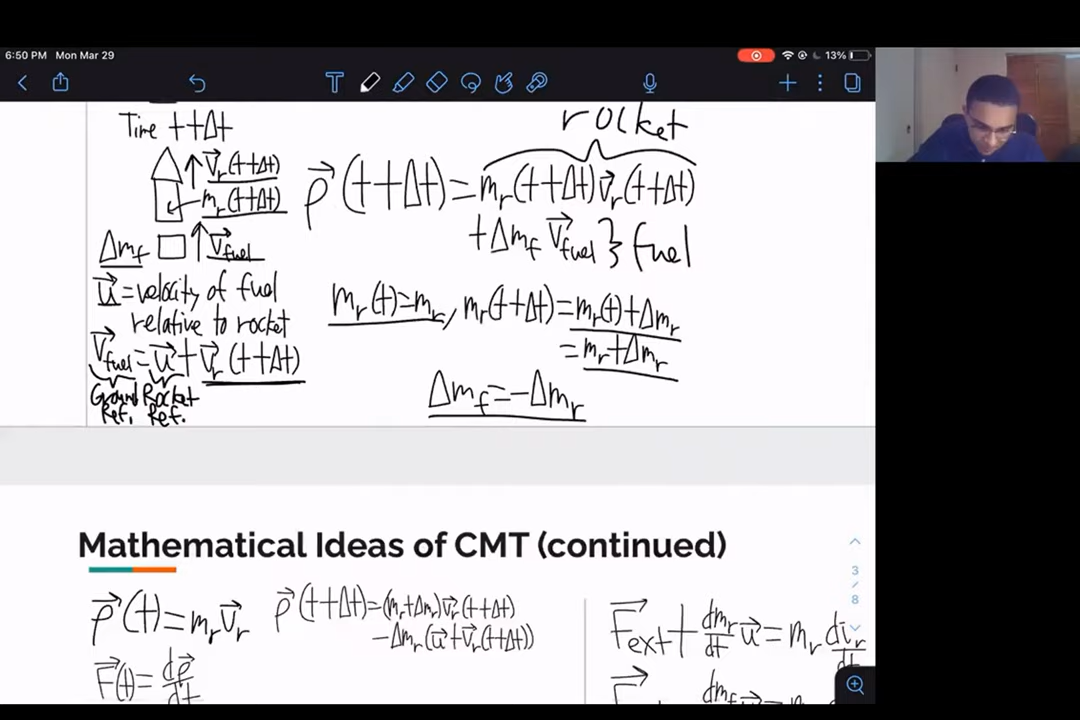 6:50 PM Mon Mar 29
13%
Time t+Δt
v⃗r(t+Δt)
mr(t+Δt)
Δmf v⃗fuel
u⃗=velocity of fuel
relative to rocket
v⃗fuel=u⃗+v⃗r(t+Δt)
Ground Rocket
Ref. Ref.
rocket
p⃗(t+Δt)=mr(t+Δt)v⃗r(t+Δt)
+Δmf v⃗fuel } fuel
mr(t)=mr, mr(t+Δt)=mr(t)+Δmr
=mr+Δmr
Δmf=-Δmr
Mathematical Ideas of CMT (continued)
p⃗(t)=mrv⃗r
F⃗(t)=dp⃗/dt
p⃗(t+Δt)=(mr+Δmr)v⃗r(t+Δt)
-Δmr(u⃗+v⃗r(t+Δt))
F⃗ext+dmr/dt u⃗=mr dv⃗r/dt
dmf
3
/
8